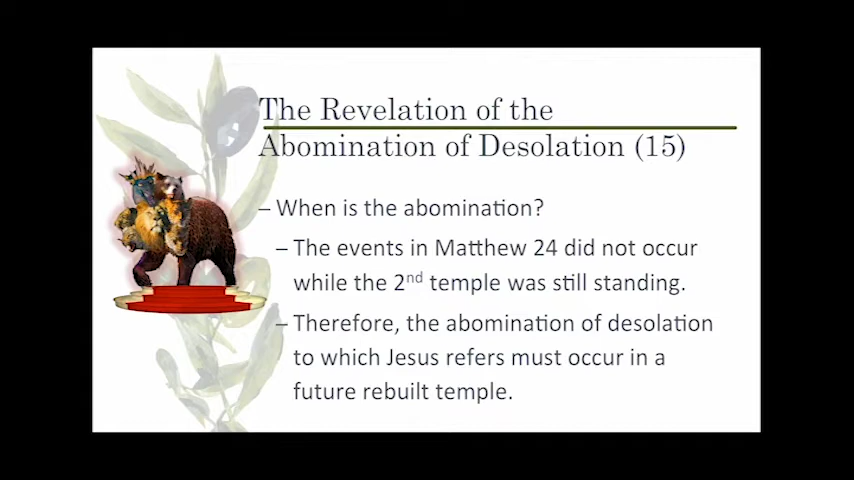 The Revelation of the
Abomination of Desolation (15)
– When is the abomination?
– The events in Matthew 24 did not occur
while the 2nd temple was still standing.
– Therefore, the abomination of desolation
to which Jesus refers must occur in a
future rebuilt temple.